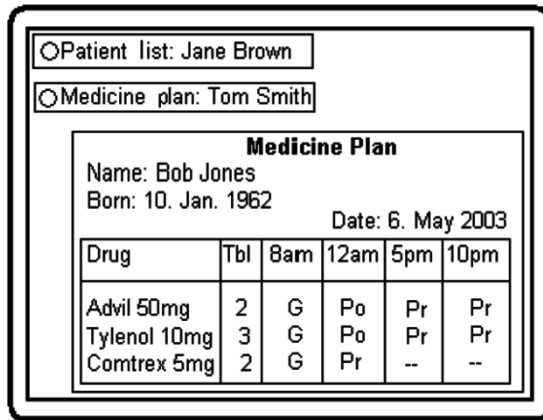 Patient list: Jane Brown
Medicine plan: Tom Smith
Medicine Plan
Name: Bob Jones
Born: 10. Jan. 1962
Date: 6. May 2003
Drug Tbl 8am 12am 5pm 10pm
Advil 50mg 2 G Po Pr Pr
Tylenol 10mg 3 G Po Pr Pr
Comtrex 5mg 2 G Pr -- --